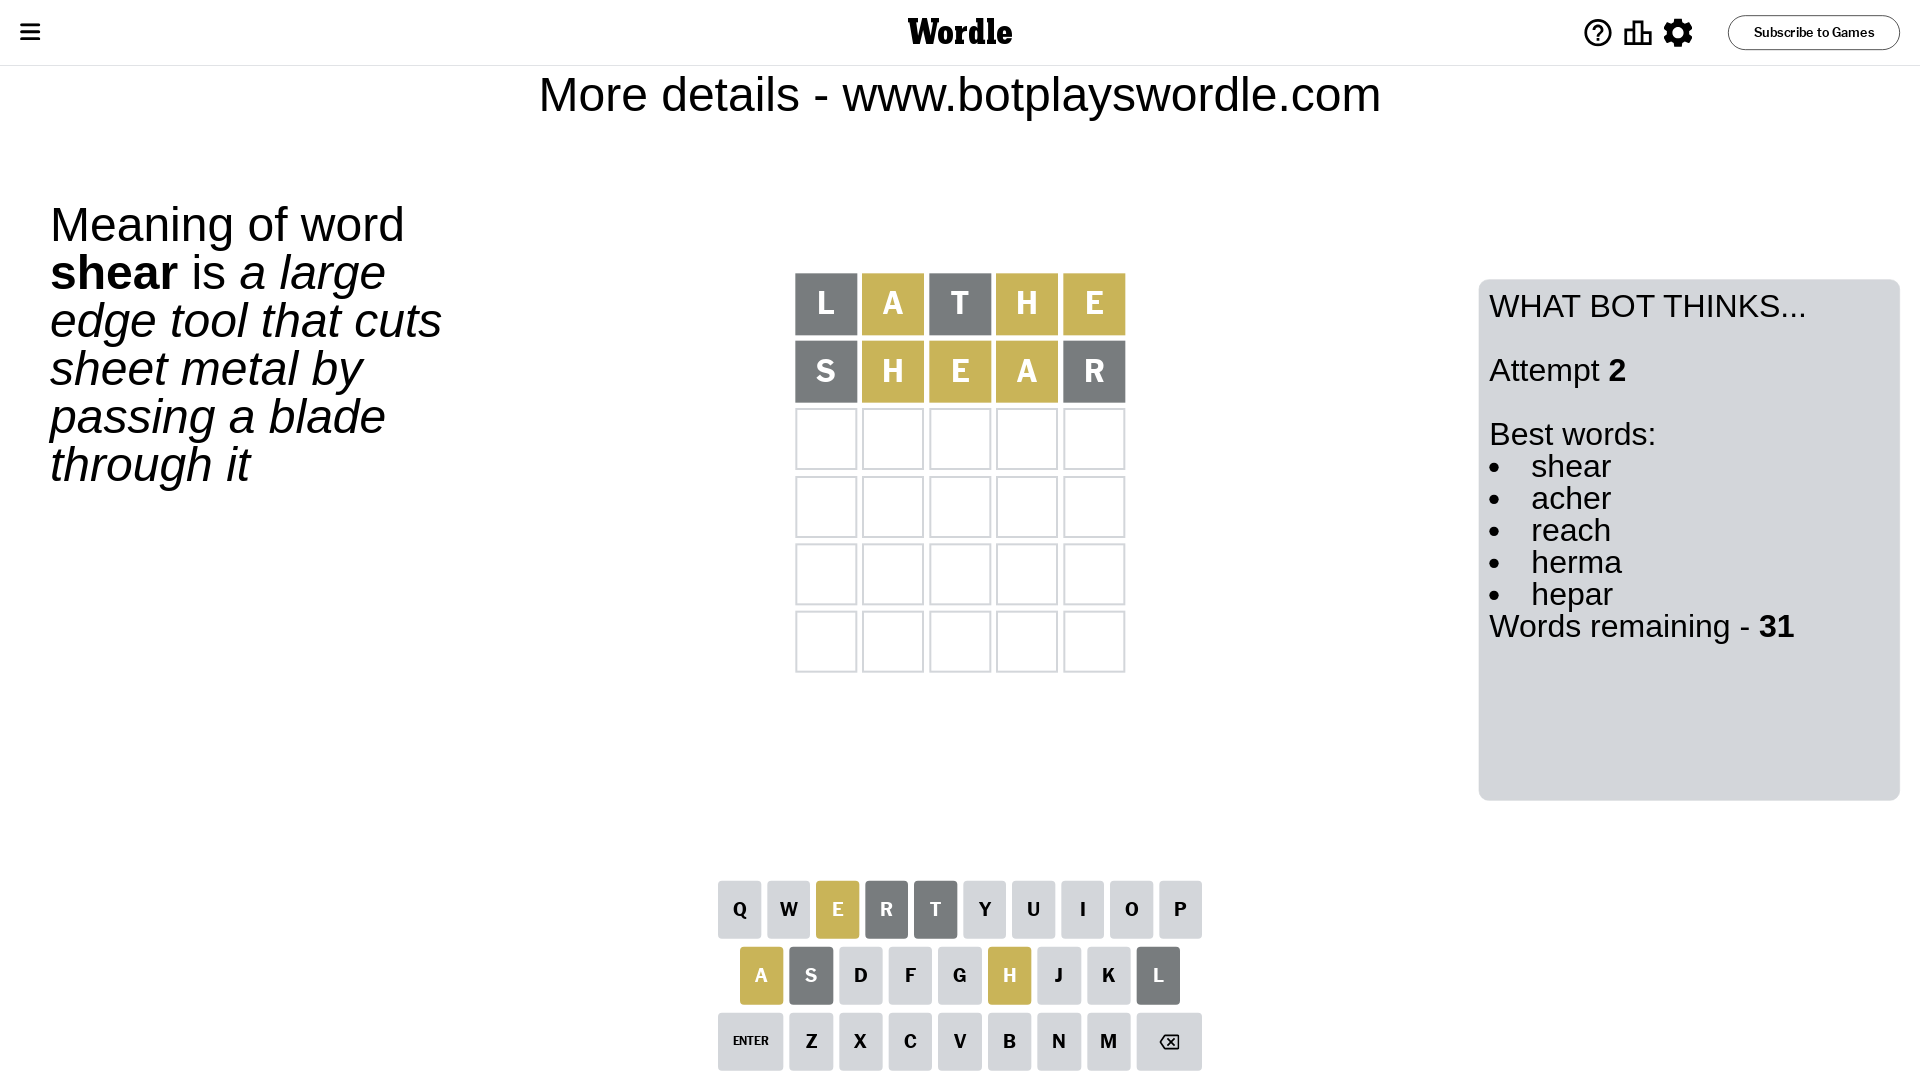 Wordle
Subscribe to Games
More details - www.botplayswordle.com
Meaning of word
shear is a large
edge tool that cuts
sheet metal by
passing a blade
through it
L A T H E
S H E A R
WHAT BOT THINKS...
Attempt 2
Best words:
• shear
• acher
• reach
• herma
• hepar
Words remaining - 31
Q W E R T Y U I O P
A S D F G H J K L
ENTER Z X C V B N M